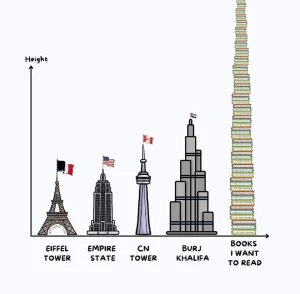 Height
EIFFEL
TOWER
EMPIRE
STATE
CN
TOWER
BURJ
KHALIFA
BOOKS
I WANT
TO READ